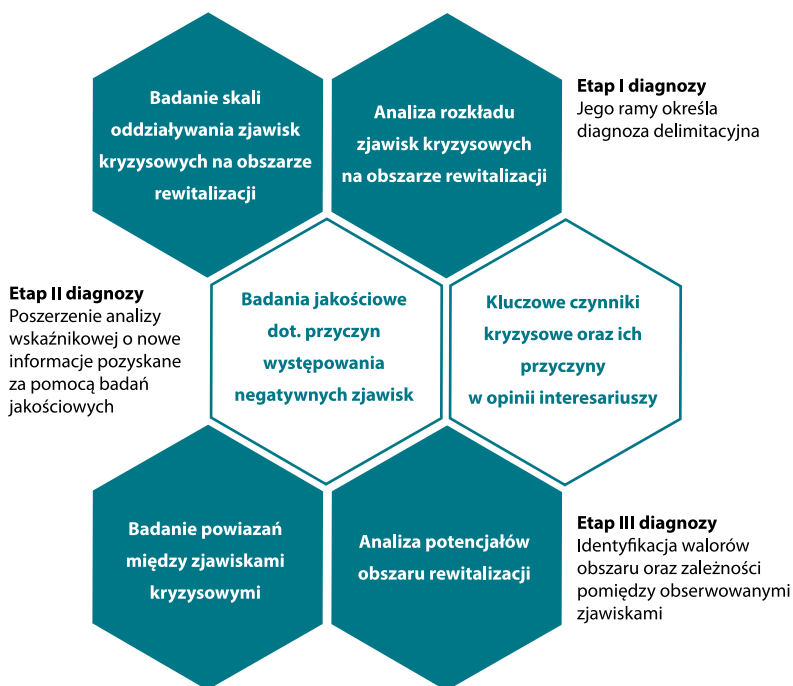 Badanie skali
oddziaływania zjawisk
kryzysowych na obszarze
rewitalizacji
Analiza rozkładu
zjawisk kryzysowych
na obszarze rewitalizacji
Etap I diagnozy
Jego ramy określa
diagnoza delimitacyjna
Etap II diagnozy
Poszerzenie analizy
wskaźnikowej o nowe
informacje pozyskane
za pomocą badań
jakościowych
Badania jakościowe
dot. przyczyn
występowania
negatywnych zjawisk
Kluczowe czynniki
kryzysowe oraz ich
przyczyny
w opinii interesariuszy
Badanie powiazań
między zjawiskami
kryzysowymi
Analiza potencjałów
obszaru rewitalizacji
Etap III diagnozy
Identyfikacja walorów
obszaru oraz zależności
pomiędzy obserwowanymi
zjawiskami